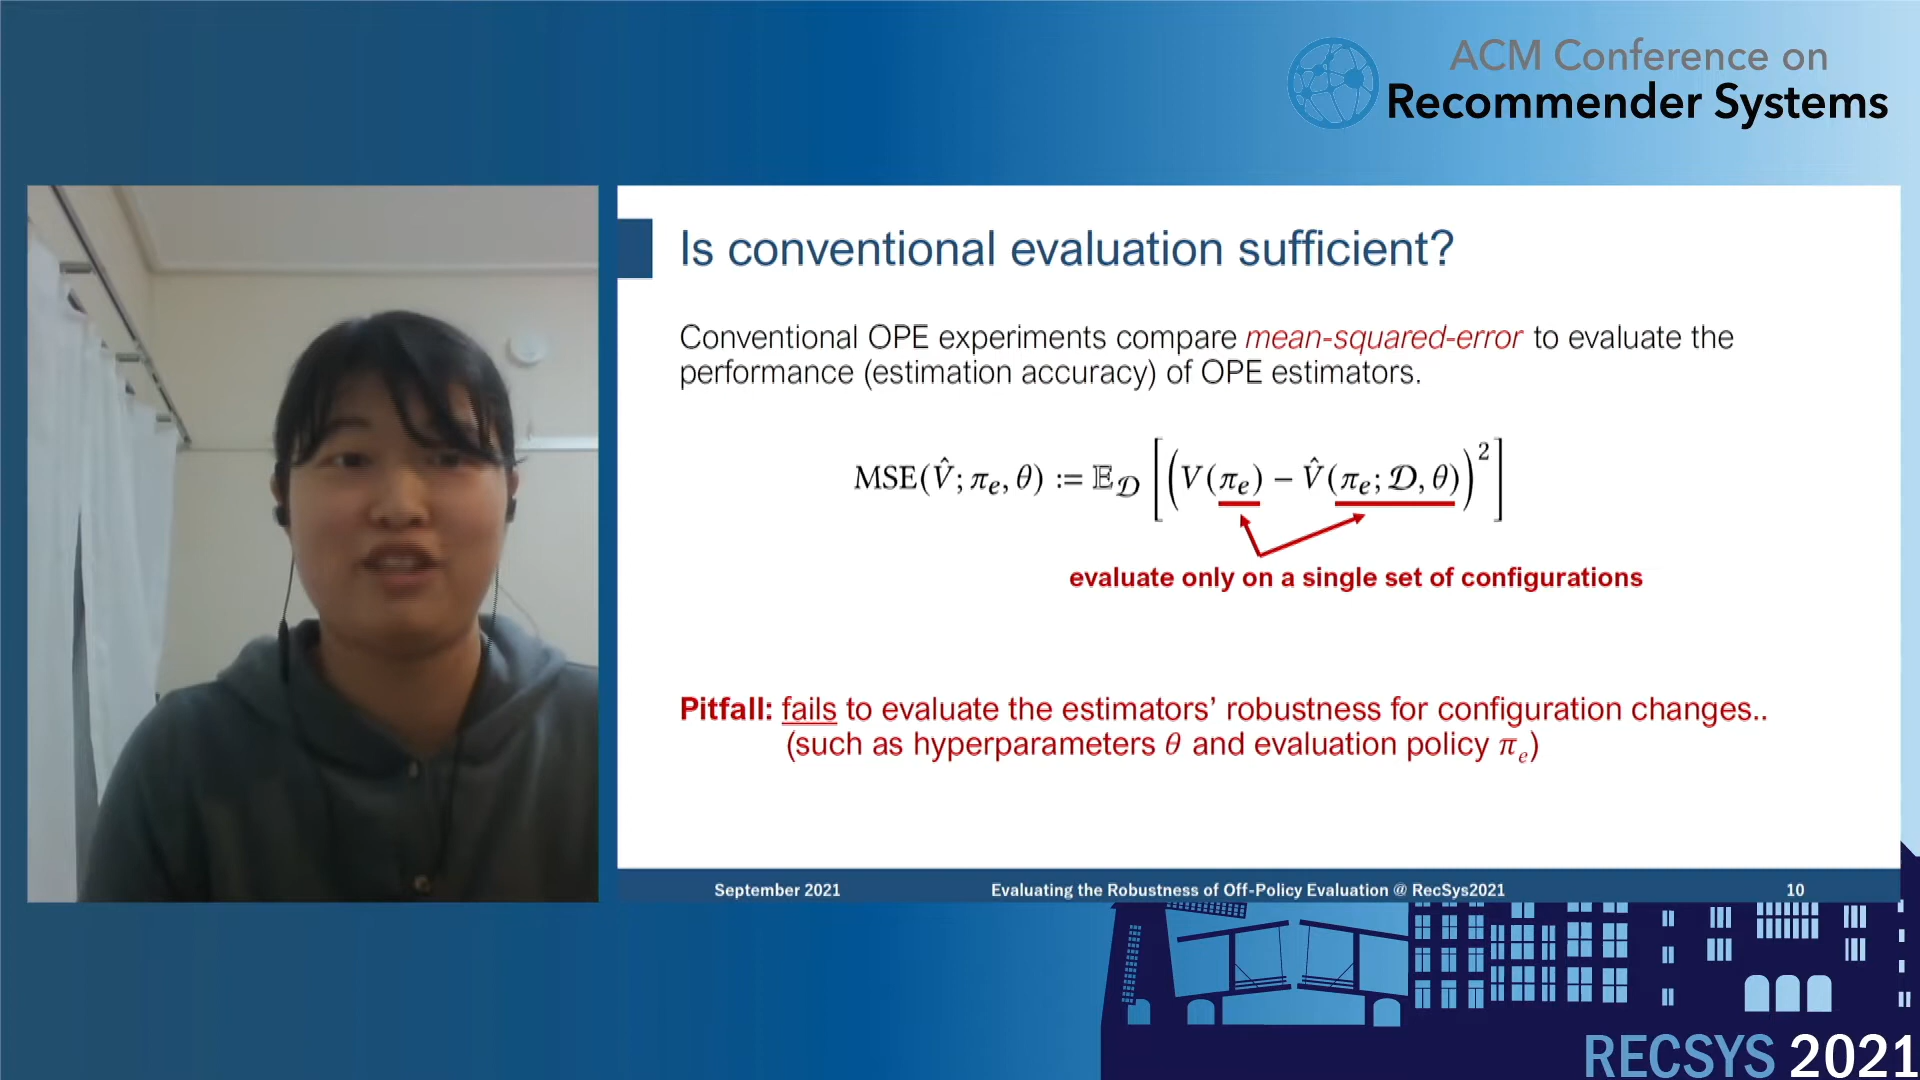 ACM Conference on
Recommender Systems
Is conventional evaluation sufficient?
Conventional OPE experiments compare mean-squared-error to evaluate the
performance (estimation accuracy) of OPE estimators.
MSE(V̂; πe, θ) := 𝔼𝒟 [(V(πe) − V̂(πe; 𝒟, θ))²]
evaluate only on a single set of configurations
Pitfall: fails to evaluate the estimators’ robustness for configuration changes..
(such as hyperparameters θ and evaluation policy πe)
September 2021 Evaluating the Robustness of Off-Policy Evaluation @ RecSys2021 10
RECSYS 2021